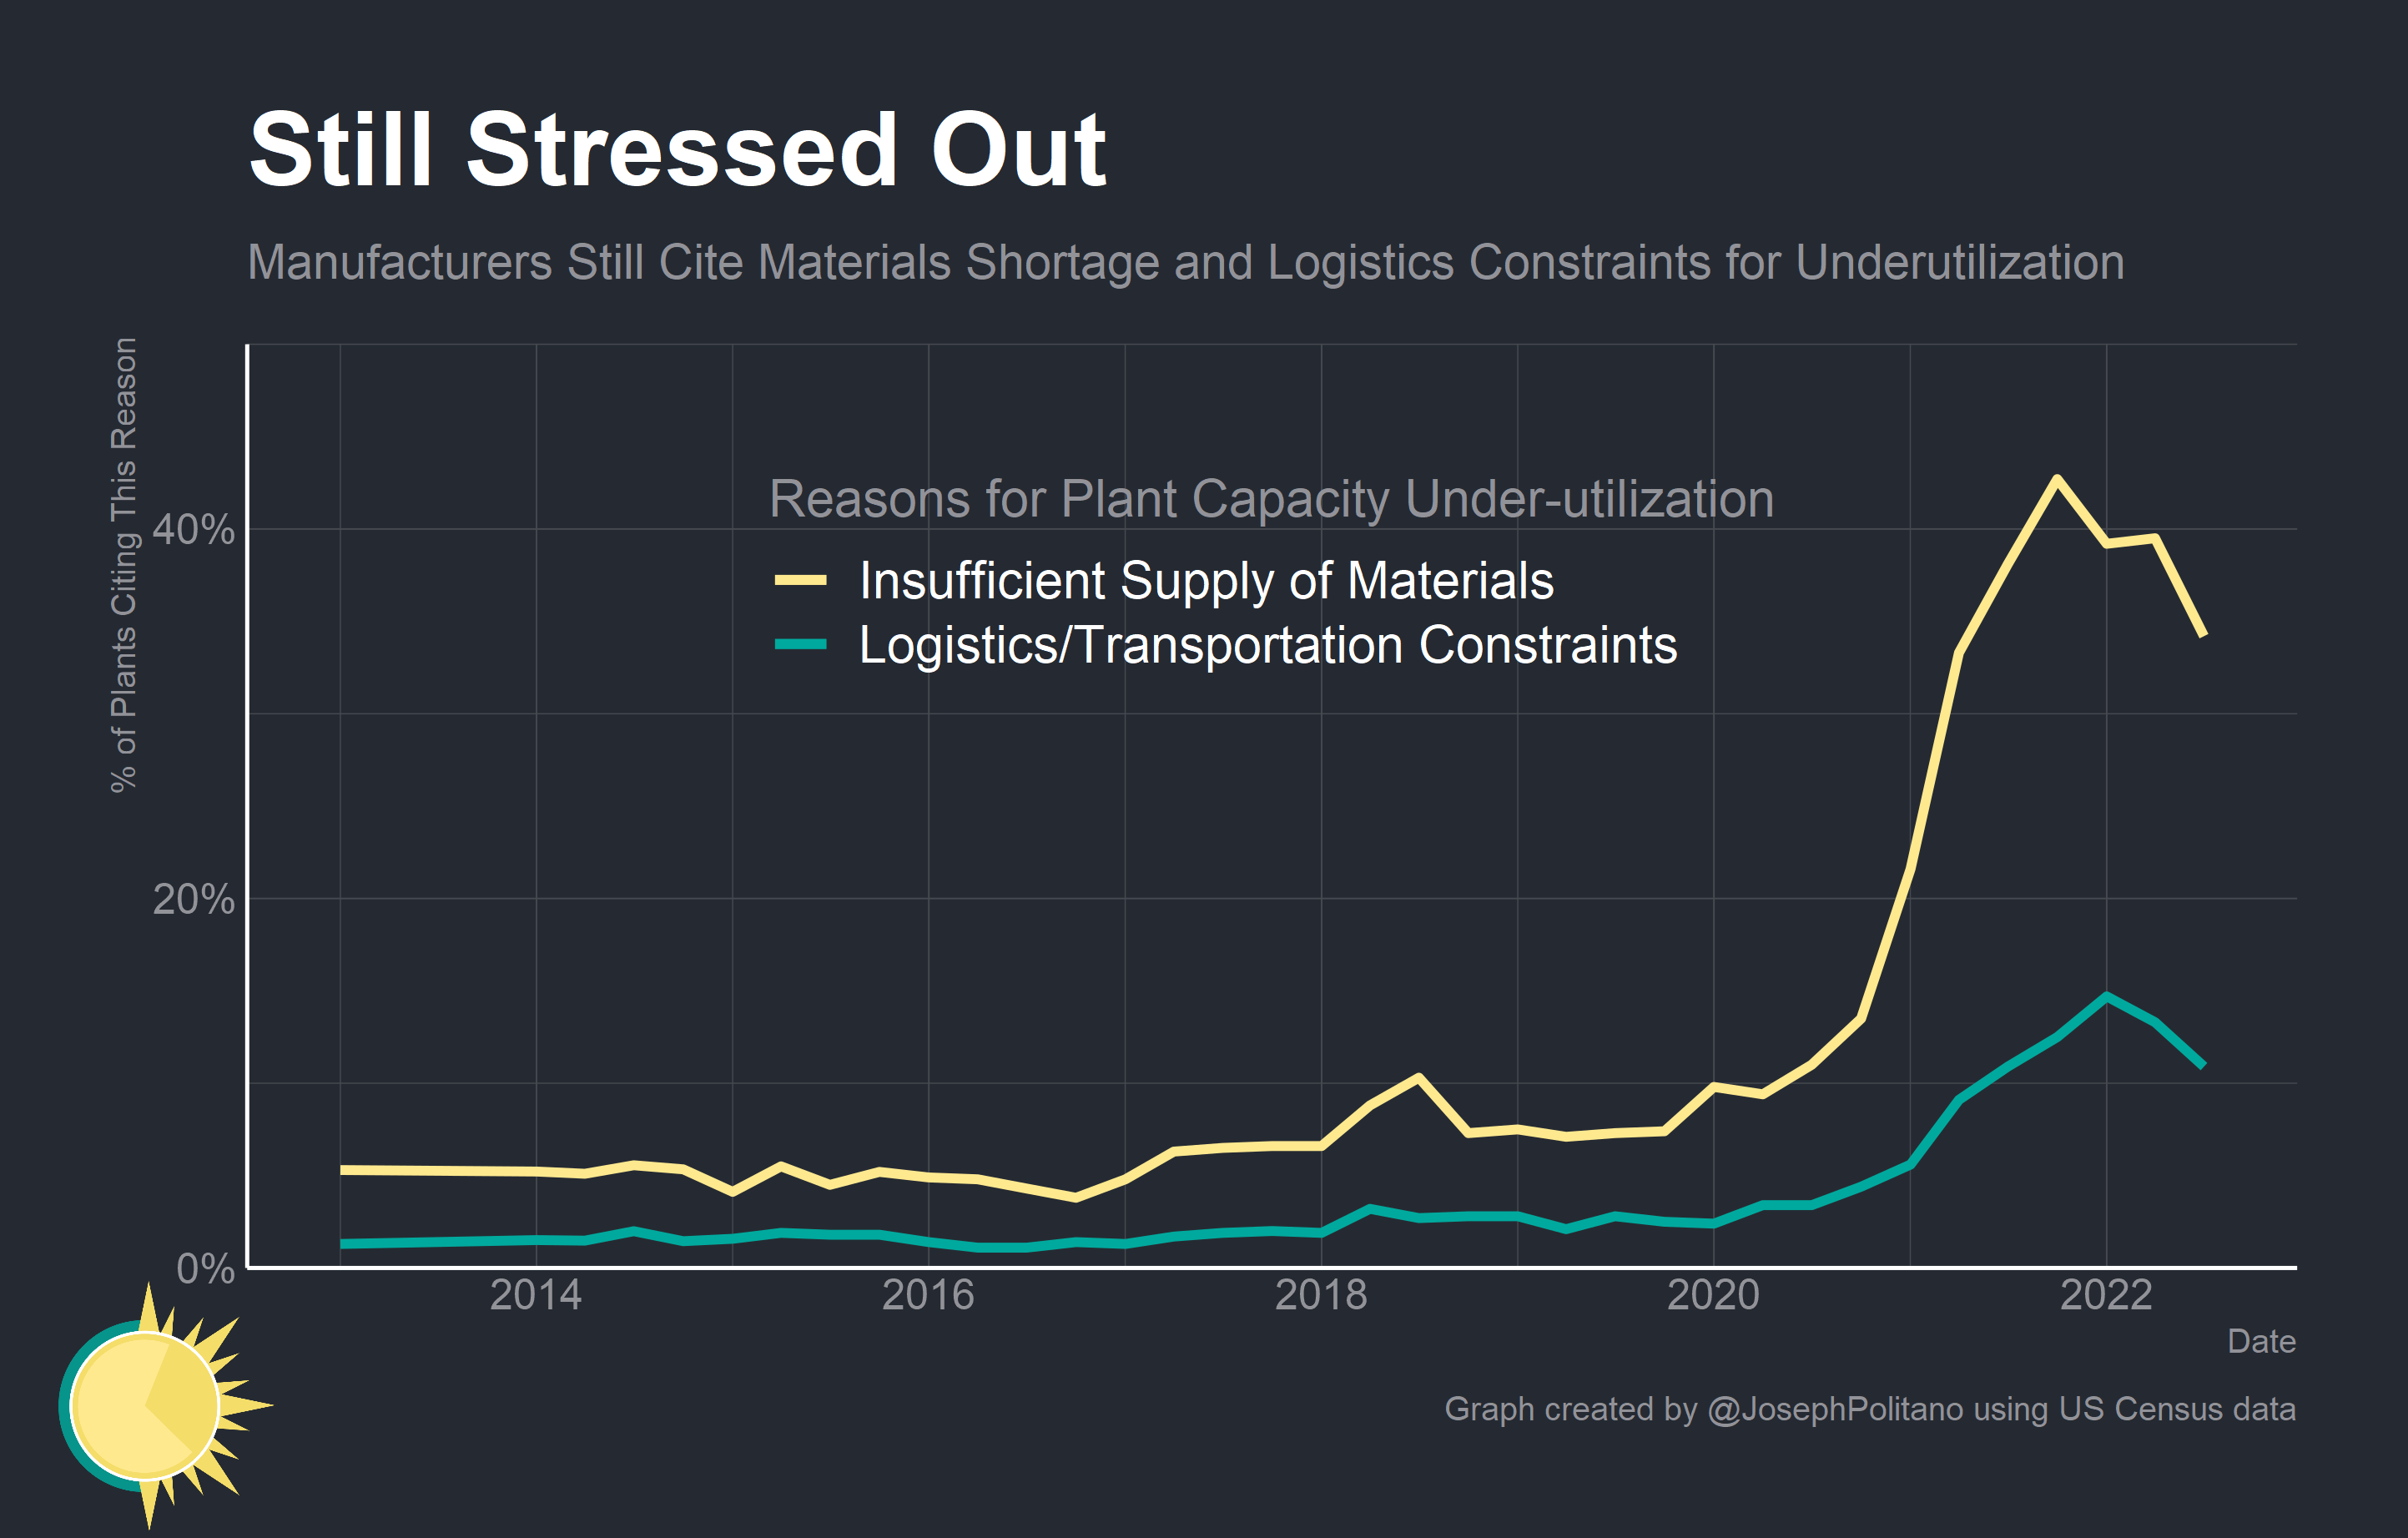 Still Stressed Out
Manufacturers Still Cite Materials Shortage and Logistics Constraints for Underutilization
% of Plants Citing This Reason
Reasons for Plant Capacity Under-utilization
Insufficient Supply of Materials
Logistics/Transportation Constraints
40%
20%
0%
2014
2016
2018
2020
2022
Date
Graph created by @JosephPolitano using US Census data